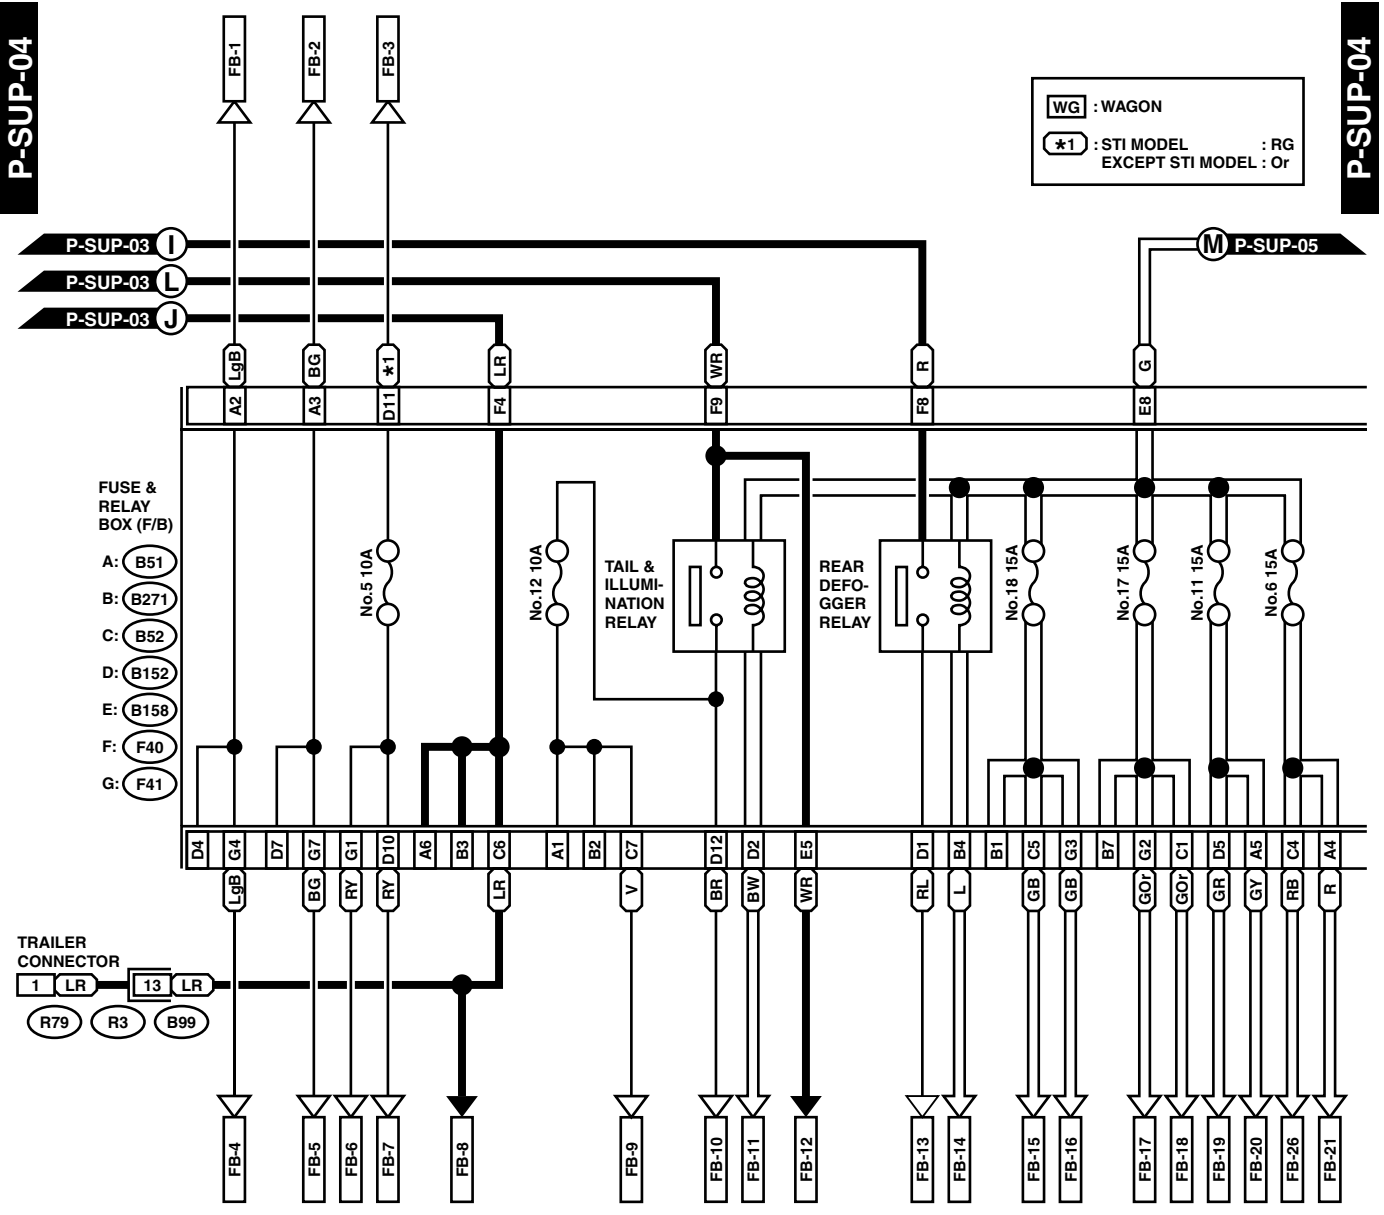 P-SUP-04
P-SUP-04
FB-1
FB-2
FB-3
WG : WAGON
*1 : STI MODEL : RG
EXCEPT STI MODEL : Or
P-SUP-03 I
P-SUP-03 L
P-SUP-03 J
M P-SUP-05
LgB
BG
*1
LR
WR
R
G
A2
A3
D11
F4
F9
F8
E8
FUSE &
RELAY
BOX (F/B)
A: B51
B: B271
C: B52
D: B152
E: B158
F: F40
G: F41
No.5 10A
No.12 10A
TAIL &
ILLUMI-
NATION
RELAY
REAR
DEFO-
GGER
RELAY
No.18 15A
No.17 15A
No.11 15A
No.6 15A
D4
G4
D7
G7
G1
D10
A6
B3
C6
A1
B2
C7
D12
D2
E5
D1
B4
B1
C5
G3
B7
G2
C1
D5
A5
C4
A4
LgB
BG
RY
RY
LR
V
BR
BW
WR
RL
L
GB
GB
GOr
GOr
GR
GY
RB
R
TRAILER
CONNECTOR
1 LR 13 LR
R79 R3 B99
FB-4
FB-5
FB-6
FB-7
FB-8
FB-9
FB-10
FB-11
FB-12
FB-13
FB-14
FB-15
FB-16
FB-17
FB-18
FB-19
FB-20
FB-26
FB-21